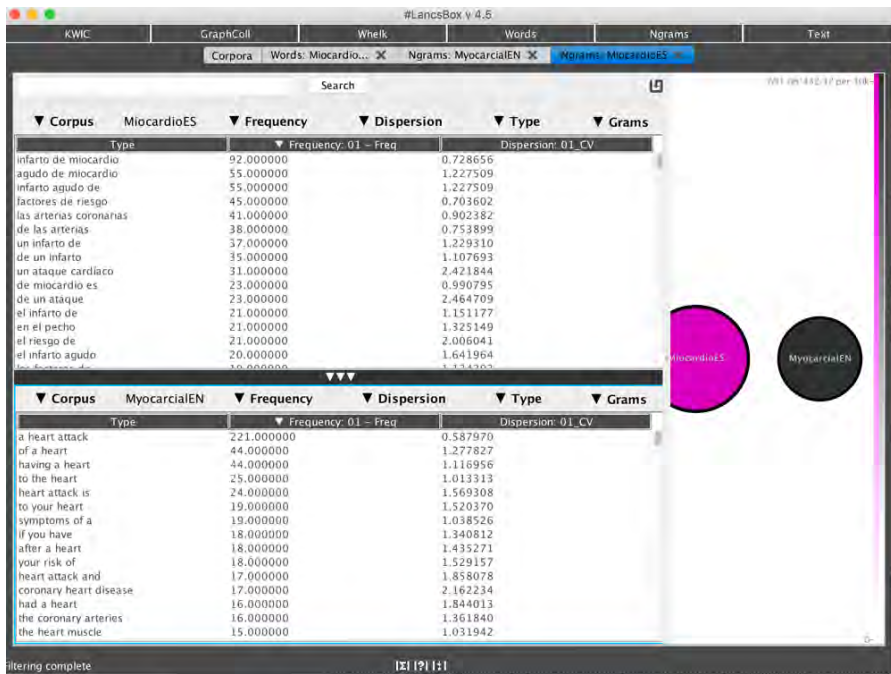 #LancsBox v 4.5
KWIC GraphColl Whelk Words Ngrams Text
Corpora Words: Miocardio... X Ngrams: MyocarcialEN X Ngrams: MiocardioES
Search
▼ Corpus MiocardioES ▼ Frequency ▼ Dispersion ▼ Type ▼ Grams
Type ▼ Frequency: 01 - Freq Dispersion: 01_CV
infarto de miocardio 92.000000 0.728656
agudo de miocardio 55.000000 1.227509
infarto agudo de 55.000000 1.227509
factores de riesgo 45.000000 0.703602
las arterias coronarias 41.000000 0.902382
de las arterias 38.000000 0.753899
un infarto de 37.000000 1.229310
de un infarto 35.000000 1.107693
un ataque cardíaco 31.000000 2.421844
de miocardio es 23.000000 0.990795
de un ataque 23.000000 2.464709
el infarto de 21.000000 1.151177
en el pecho 21.000000 1.325149
el riesgo de 21.000000 2.006041
el infarto agudo 20.000000 1.641964
MiocardioES MyocarcialEN
▼ Corpus MyocarcialEN ▼ Frequency ▼ Dispersion ▼ Type ▼ Grams
Type ▼ Frequency: 01 - Freq Dispersion: 01_CV
a heart attack 221.000000 0.587970
of a heart 44.000000 1.277827
having a heart 44.000000 1.116956
to the heart 25.000000 1.013313
heart attack is 24.000000 1.569308
to your heart 19.000000 1.520370
symptoms of a 19.000000 1.038526
if you have 18.000000 1.340812
after a heart 18.000000 1.435271
your risk of 18.000000 1.529157
heart attack and 17.000000 1.858078
coronary heart disease 17.000000 2.162234
had a heart 16.000000 1.844013
the coronary arteries 16.000000 1.361840
the heart muscle 15.000000 1.031942
0-
filtering complete